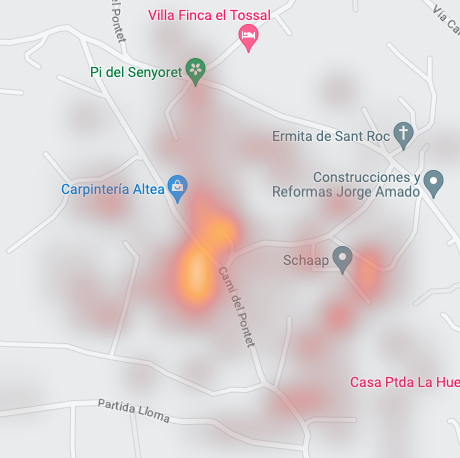 del Pontet
Villa Finca el Tossal
Via Ca
Pi del Senyoret
Ermita de Sant Roc
Construcciones y
Reformas Jorge Amado
Carpintería Altea
Schaap
Camí del Pontet
Casa Ptda La Hue
Partida Lloma